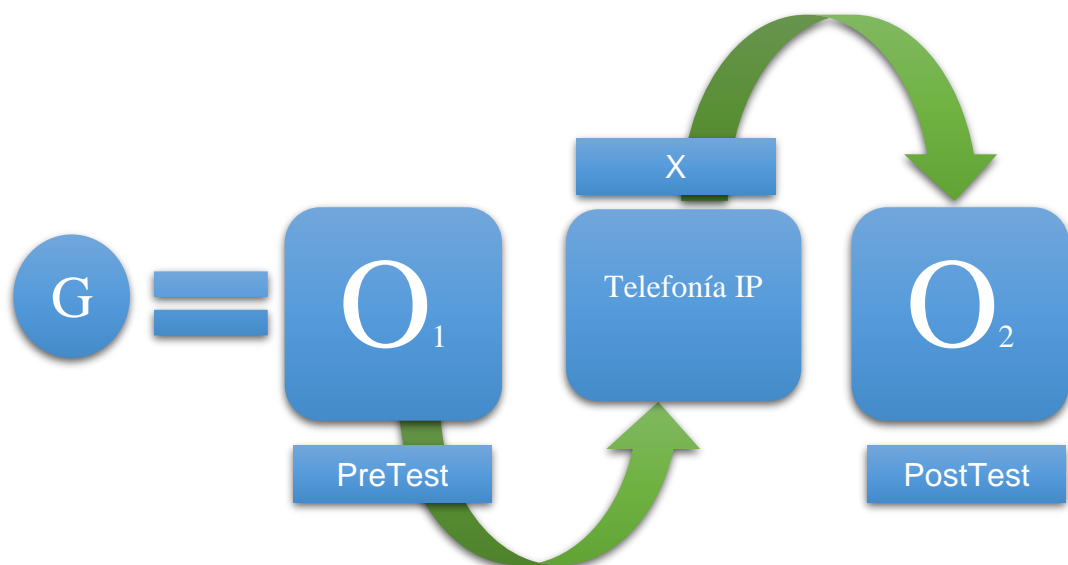 X
G
=
O1
Telefonía IP
O2
PreTest
PostTest